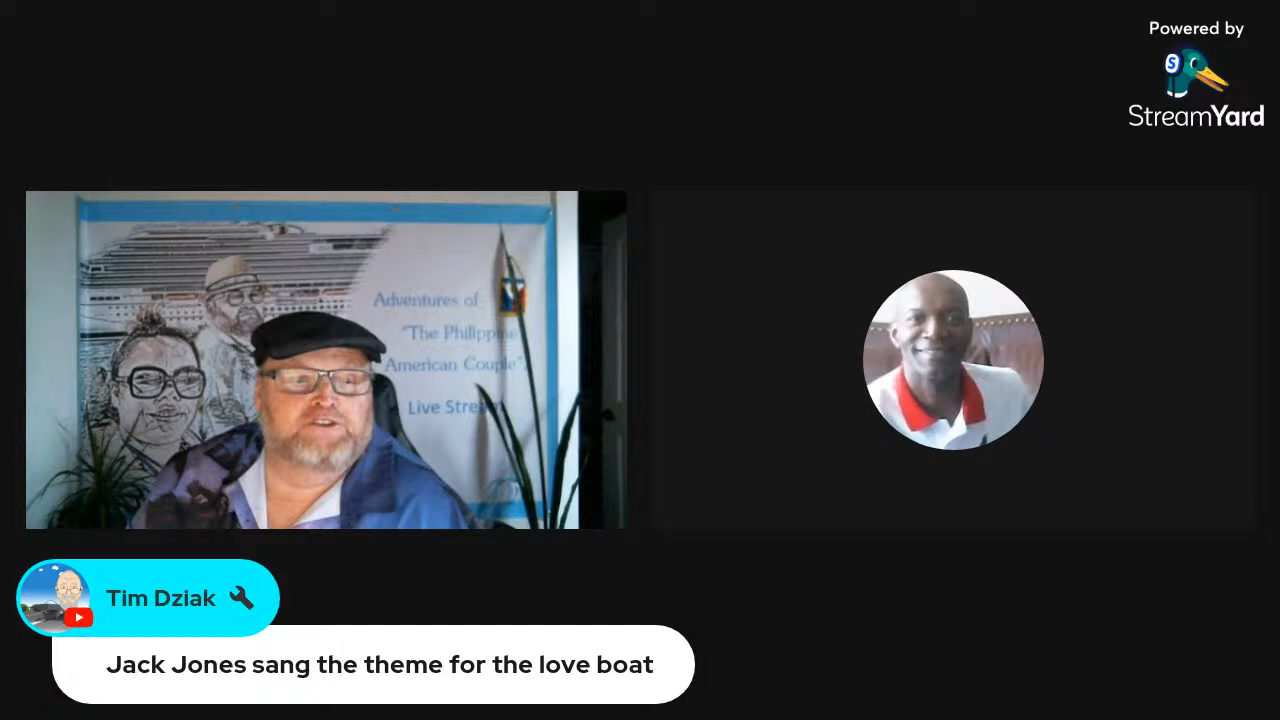 Powered by
S
StreamYard
Adventures of
"The Philippine
American Couple"
Live Stream
Tim Dziak
Jack Jones sang the theme for the love boat